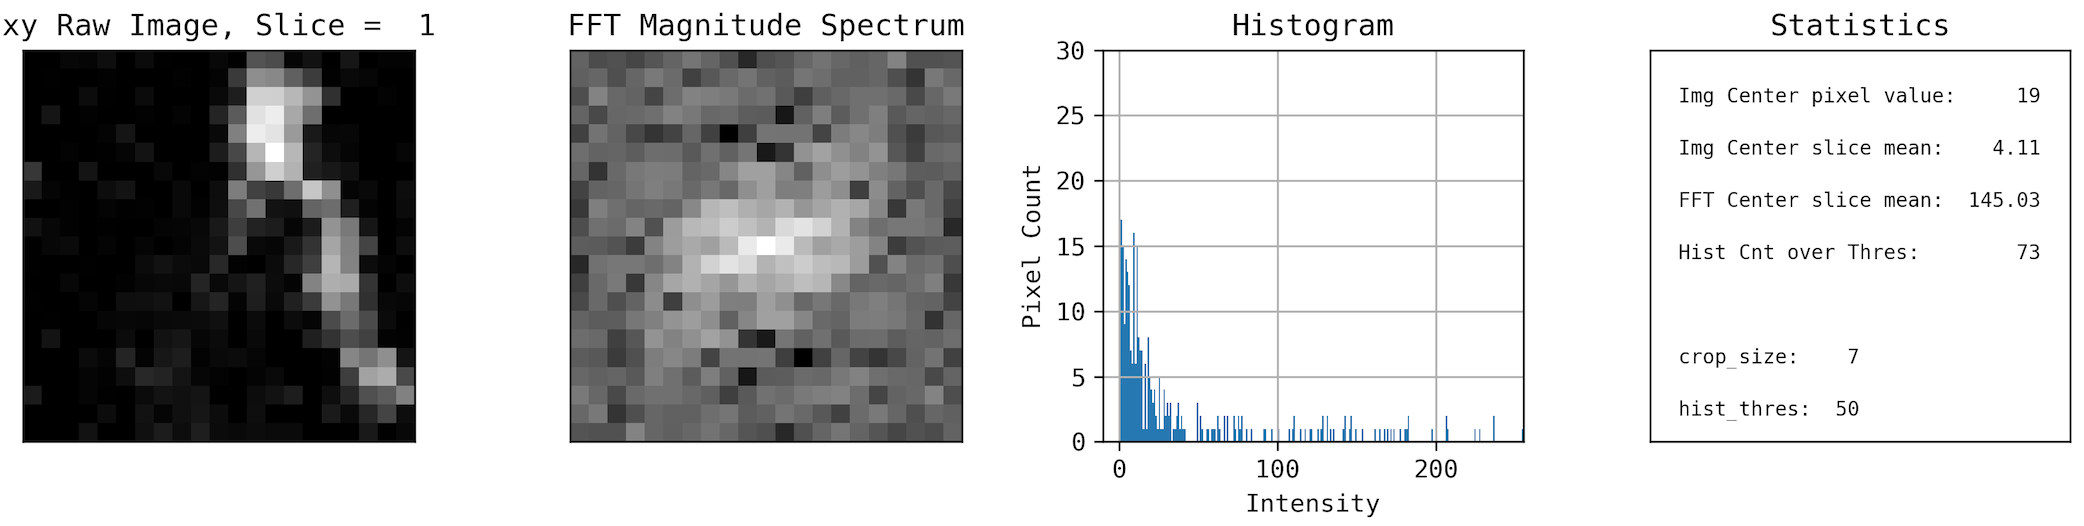 xy Raw Image, Slice =  1
FFT Magnitude Spectrum
Histogram
Statistics
30
25
20
15
10
5
0
Pixel Count
0 100 200
Intensity
Img Center pixel value: 19
Img Center slice mean: 4.11
FFT Center slice mean: 145.03
Hist Cnt over Thres: 73
crop_size: 7
hist_thres: 50